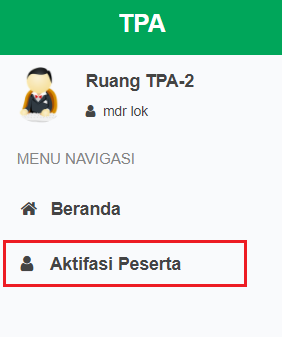 TPA
Ruang TPA-2
mdr lok
MENU NAVIGASI
Beranda
Aktifasi Peserta